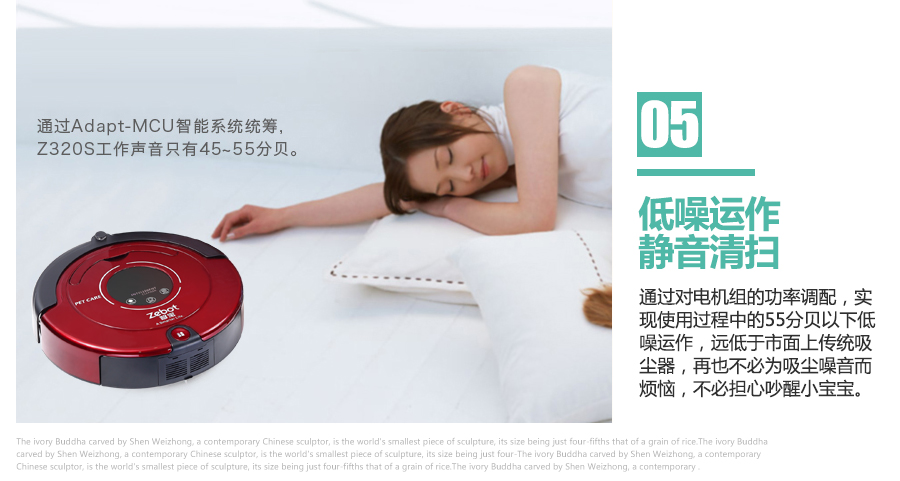 通过Adapt-MCU智能系统统筹,
Z320S工作声音只有45~55分贝。
PET CARE
zebot
智宝
05
低噪运作
静音清扫
通过对电机组的功率调配，实
现使用过程中的55分贝以下低
噪运作，远低于市面上传统吸
尘器，再也不必为吸尘噪音而
烦恼，不必担心吵醒小宝宝。
The ivory Buddha carved by Shen Weizhong, a contemporary Chinese sculptor, is the world's smallest piece of sculpture, its size being just four-fifths that of a grain of rice.The ivory Buddha
carved by Shen Weizhong, a contemporary Chinese sculptor, is the world's smallest piece of sculpture, its size being just four-The ivory Buddha carved by Shen Weizhong, a contemporary
Chinese sculptor, is the world's smallest piece of sculpture, its size being just four-fifths that of a grain of rice.The ivory Buddha carved by Shen Weizhong, a contemporary .